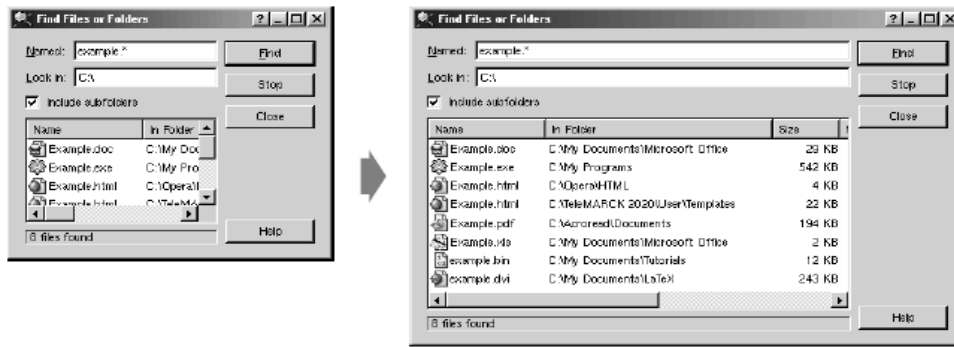 Find Files or Folders
Named: example.*
Find
Look in: C:\
Stop
Include subfolders
Close
Name In Folder
Example.doc C:\My Doc
Example.exe C:\My Pro
Example.html C:\Opera\
Example.html C:\TeleMA
8 files found
Help
Find Files or Folders
Named: example.*
Find
Look in: C:\
Stop
Include subfolders
Close
Name In Folder Size
Example.doc C:\My Documents\Microsoft Office 29 KB
Example.exe C:\My Programs 542 KB
Example.html C:\Opera\HTML 4 KB
Example.html C:\TeleMARCK 2020\User\Templates 22 KB
Example.pdf C:\Acroread\Documents 194 KB
Example.xls C:\My Documents\Microsoft Office 2 KB
example.bin C:\My Documents\Tutorials 12 KB
example.dvi C:\My Documents\LaTeX 243 KB
8 files found
Help